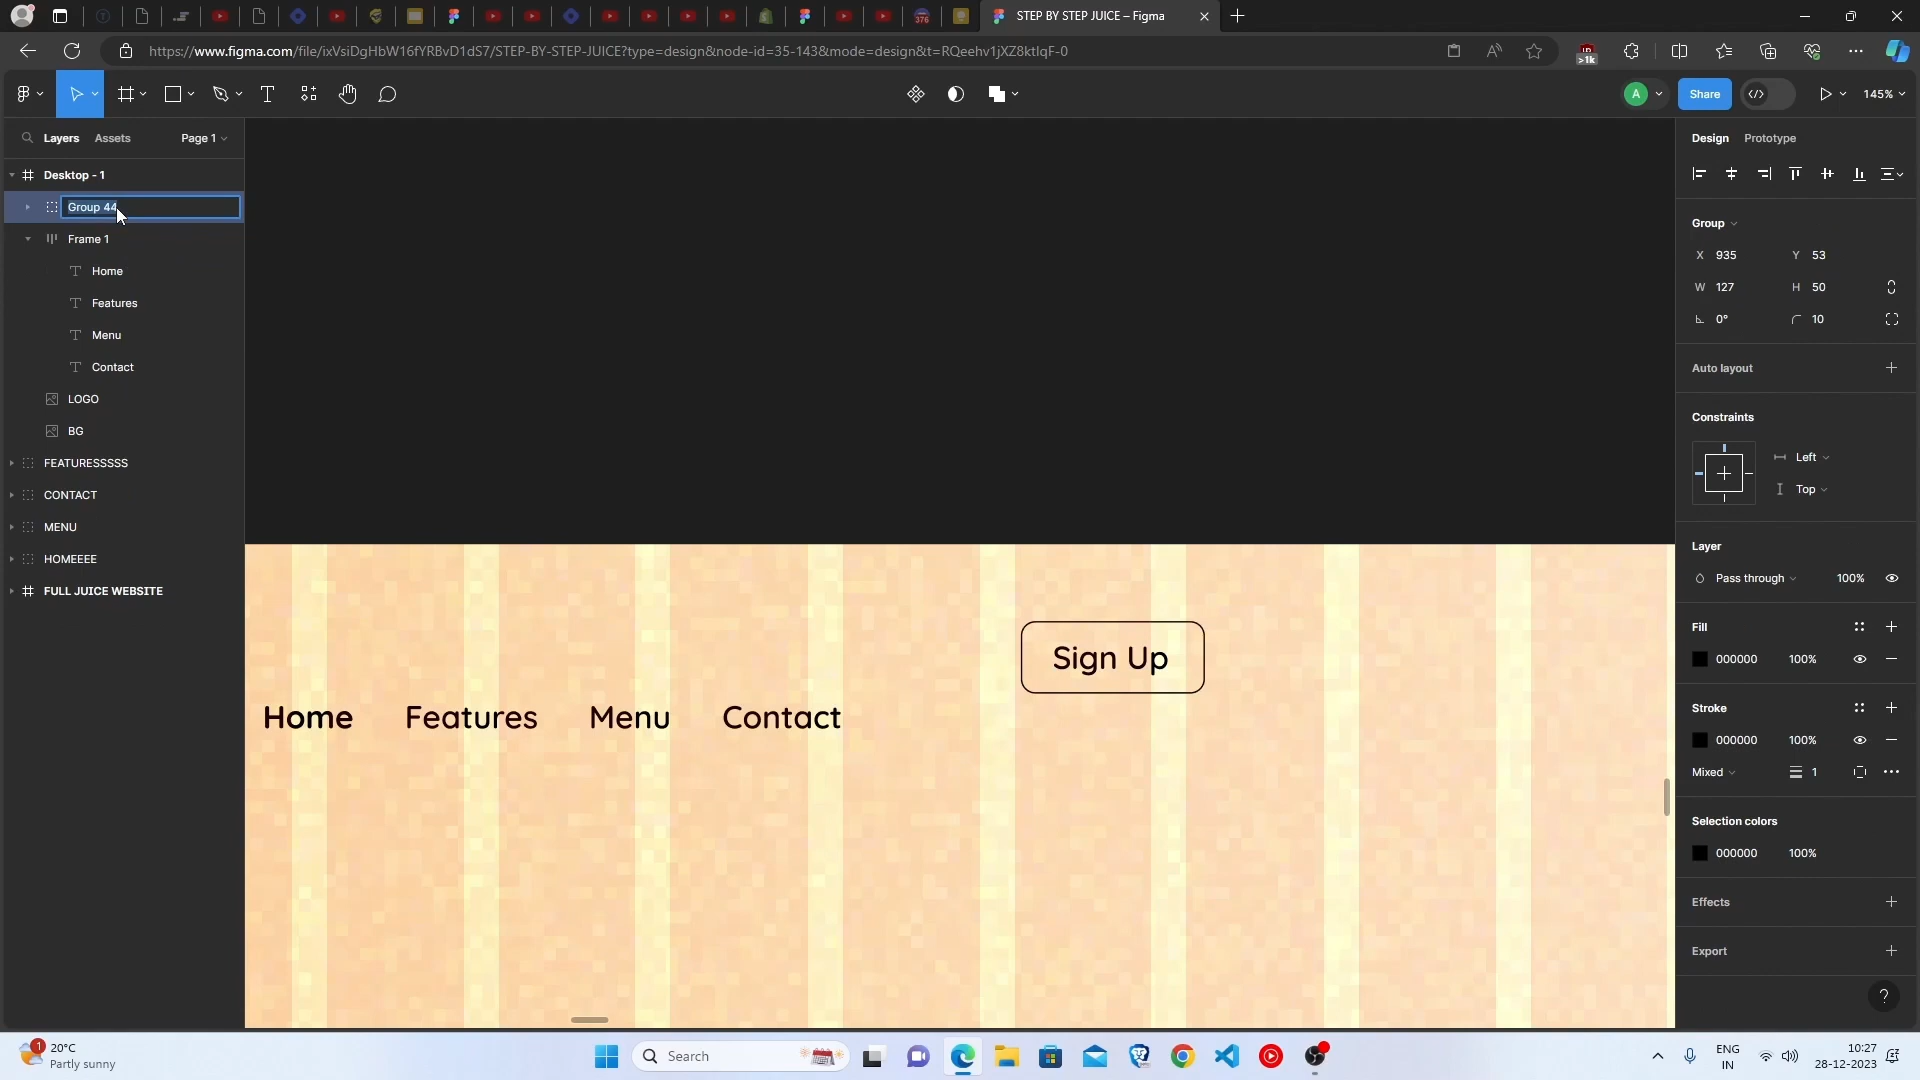 STEP BY STEP JUICE – Figma
https://www.figma.com/file/ixVsiDgHbW16fYRBvD1dS7/STEP-BY-STEP-JUICE?type=design&node-id=35-143&mode=design&t=RQeehv1jXZ8ktlqF-0
>1k
376
A
Share
145%
Layers
Assets
Page 1
Design
Prototype
Desktop - 1
Group 44
Frame 1
Home
Features
Menu
Contact
LOGO
BG
FEATURESSSSS
CONTACT
MENU
HOMEEEE
FULL JUICE WEBSITE
Sign Up
Home
Features
Menu
Contact
Group
X 935
Y 53
W 127
H 50
0°
10
Auto layout
Constraints
Left
Top
Layer
Pass through
100%
Fill
000000
100%
Stroke
000000
100%
Mixed
1
Selection colors
000000
100%
Effects
Export
?
1
20°C
Partly sunny
Search
ENG
IN
10:27
28-12-2023